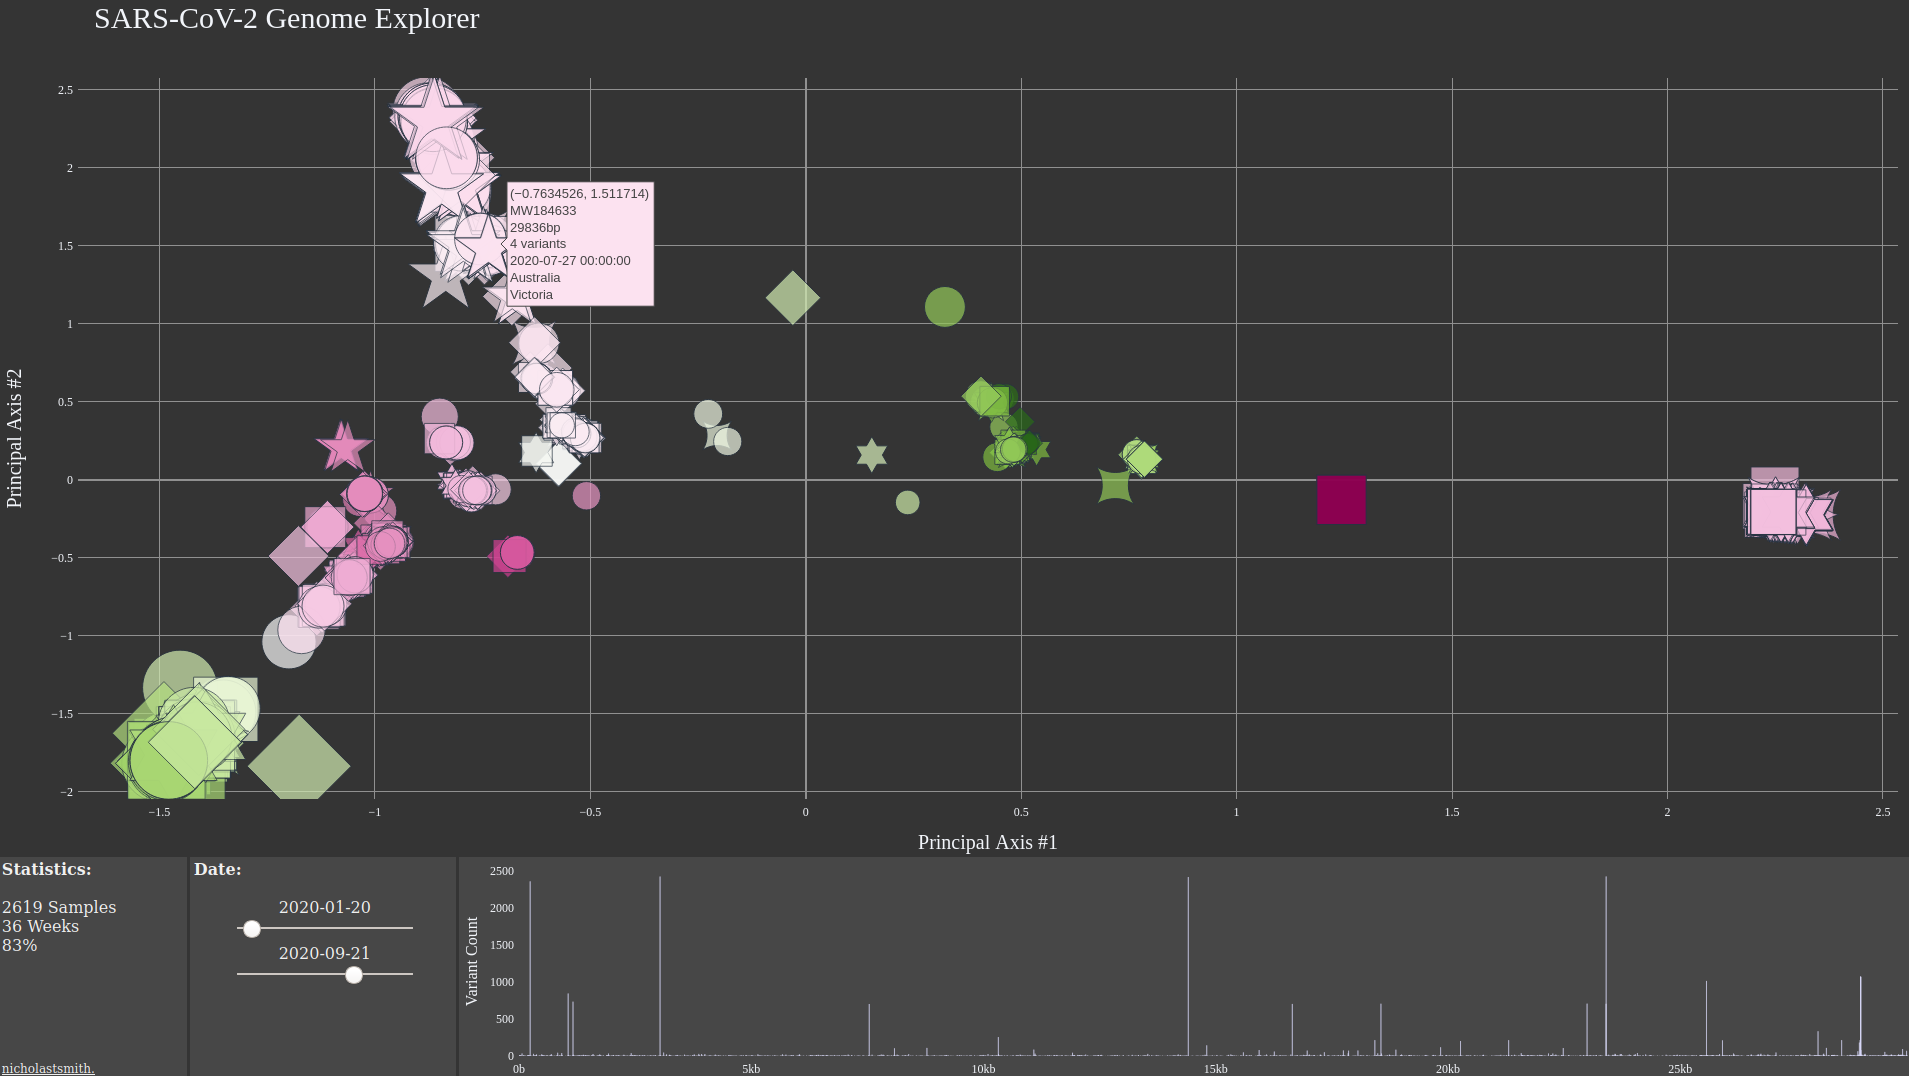 SARS-CoV-2 Genome Explorer
2.5
2
1.5
1
0.5
0
−0.5
−1
−1.5
−2
Principal Axis #2
(−0.7634526, 1.511714)
MW184633
29836bp
4 variants
2020-07-27 00:00:00
Australia
Victoria
−1.5
−1
−0.5
0
0.5
1
1.5
2
2.5
Principal Axis #1
Statistics:
2619 Samples
36 Weeks
83%
nicholastsmith.
Date:
2020-01-20
2020-09-21
Variant Count
2500
2000
1500
1000
500
0
0b
5kb
10kb
15kb
20kb
25kb